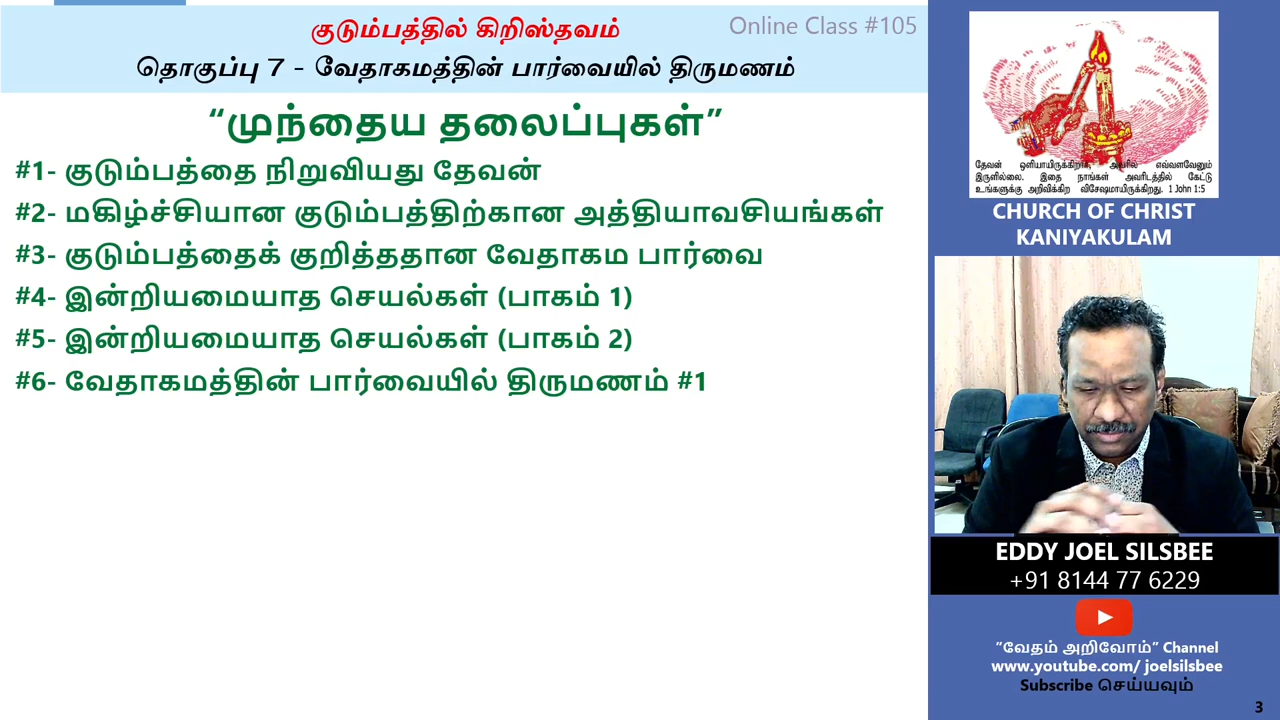 குடும்பத்தில் கிறிஸ்தவம்
Online Class #105
தொகுப்பு 7 - வேதாகமத்தின் பார்வையில் திருமணம்
“முந்தைய தலைப்புகள்”
#1- குடும்பத்தை நிறுவியது தேவன்
#2- மகிழ்ச்சியான குடும்பத்திற்கான அத்தியாவசியங்கள்
#3- குடும்பத்தைக் குறித்ததான வேதாகம பார்வை
#4- இன்றியமையாத செயல்கள் (பாகம் 1)
#5- இன்றியமையாத செயல்கள் (பாகம் 2)
#6- வேதாகமத்தின் பார்வையில் திருமணம் #1
தேவன் ஒளியாயிருக்கிறார், அவரில் எவ்வளவேனும்
இருளில்லை. இதை நாங்கள் அவரிடத்தில் கேட்டு
உங்களுக்கு அறிவிக்கிற விசேஷமாயிருக்கிறது. 1 John 1:5
CHURCH OF CHRIST
KANIYAKULAM
EDDY JOEL SILSBEE
+91 8144 77 6229
”வேதம் அறிவோம்” Channel
www.youtube.com/ joelsilsbee
Subscribe செய்யவும்
3